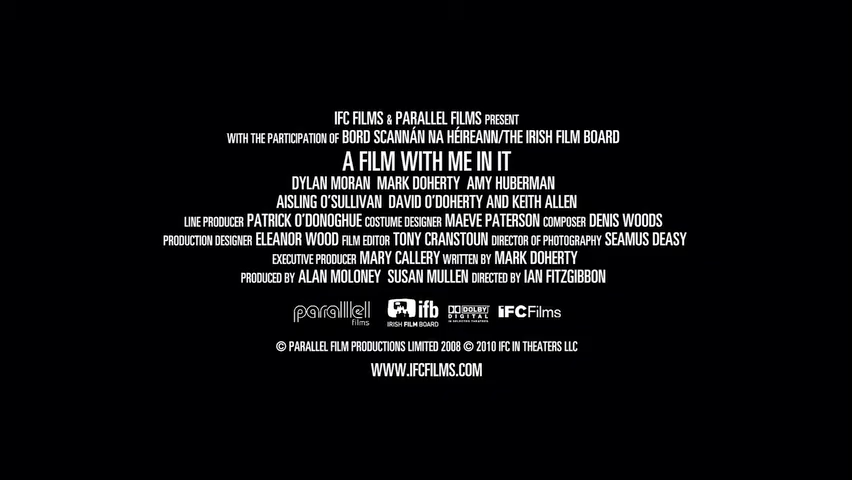 IFC FILMS & PARALLEL FILMS PRESENT
WITH THE PARTICIPATION OF BORD SCANNÁN NA HÉIREANN/THE IRISH FILM BOARD
A FILM WITH ME IN IT
DYLAN MORAN MARK DOHERTY AMY HUBERMAN
AISLING O'SULLIVAN DAVID O'DOHERTY AND KEITH ALLEN
LINE PRODUCER PATRICK O'DONOGHUE COSTUME DESIGNER MAEVE PATERSON COMPOSER DENIS WOODS
PRODUCTION DESIGNER ELEANOR WOOD FILM EDITOR TONY CRANSTOUN DIRECTOR OF PHOTOGRAPHY SEAMUS DEASY
EXECUTIVE PRODUCER MARY CALLERY WRITTEN BY MARK DOHERTY
PRODUCED BY ALAN MOLONEY SUSAN MULLEN DIRECTED BY IAN FITZGIBBON
parallel films
ifb IRISH FILM BOARD
DOLBY DIGITAL IN SELECTED THEATRES
IFC Films
© PARALLEL FILM PRODUCTIONS LIMITED 2008 © 2010 IFC IN THEATERS LLC
WWW.IFCFILMS.COM